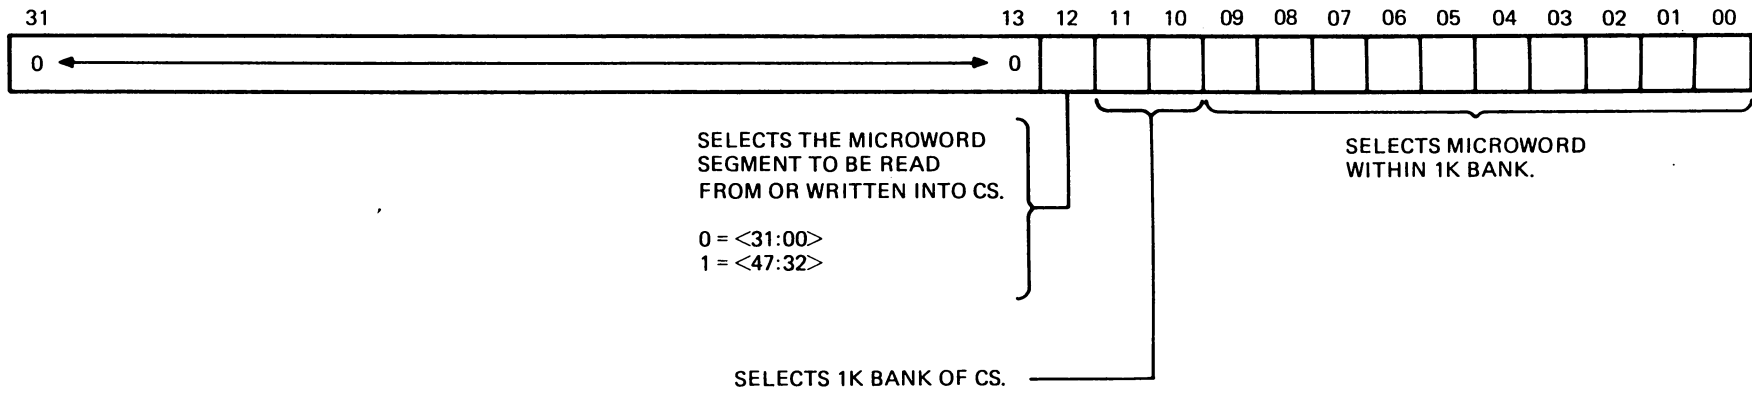 31 13 12 11 10 09 08 07 06 05 04 03 02 01 00
0 0
SELECTS THE MICROWORD
SEGMENT TO BE READ
FROM OR WRITTEN INTO CS.
0 = <31:00>
1 = <47:32>
SELECTS MICROWORD
WITHIN 1K BANK.
SELECTS 1K BANK OF CS.